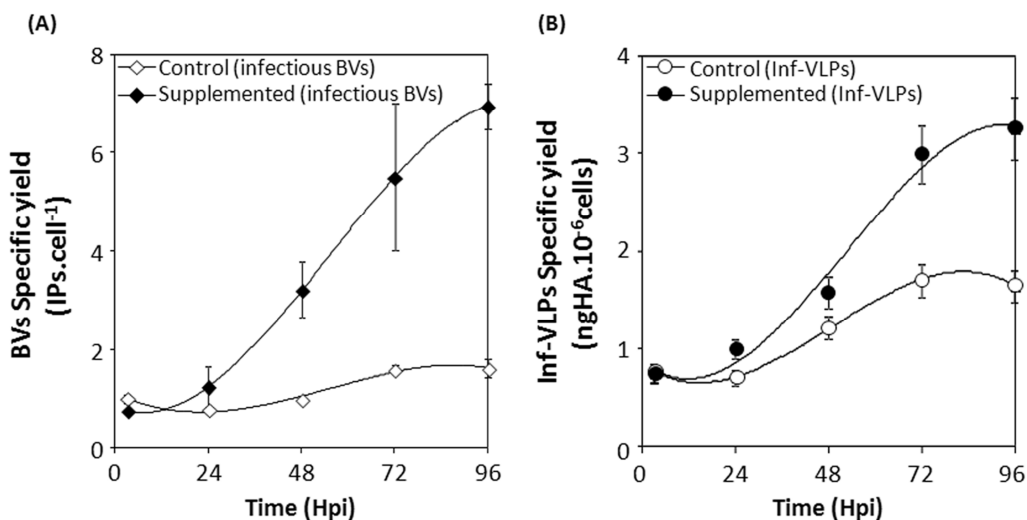 (A)
BVs Specific yield
(IPs.cell⁻¹)
8
6
4
2
0
Control (infectious BVs)
Supplemented (infectious BVs)
0 24 48 72 96
Time (Hpi)
(B)
Inf-VLPs Specific yield
(ngHA.10⁻⁶cells)
4
3
2
1
0
Control (Inf-VLPs)
Supplemented (Inf-VLPs)
0 24 48 72 96
Time (Hpi)